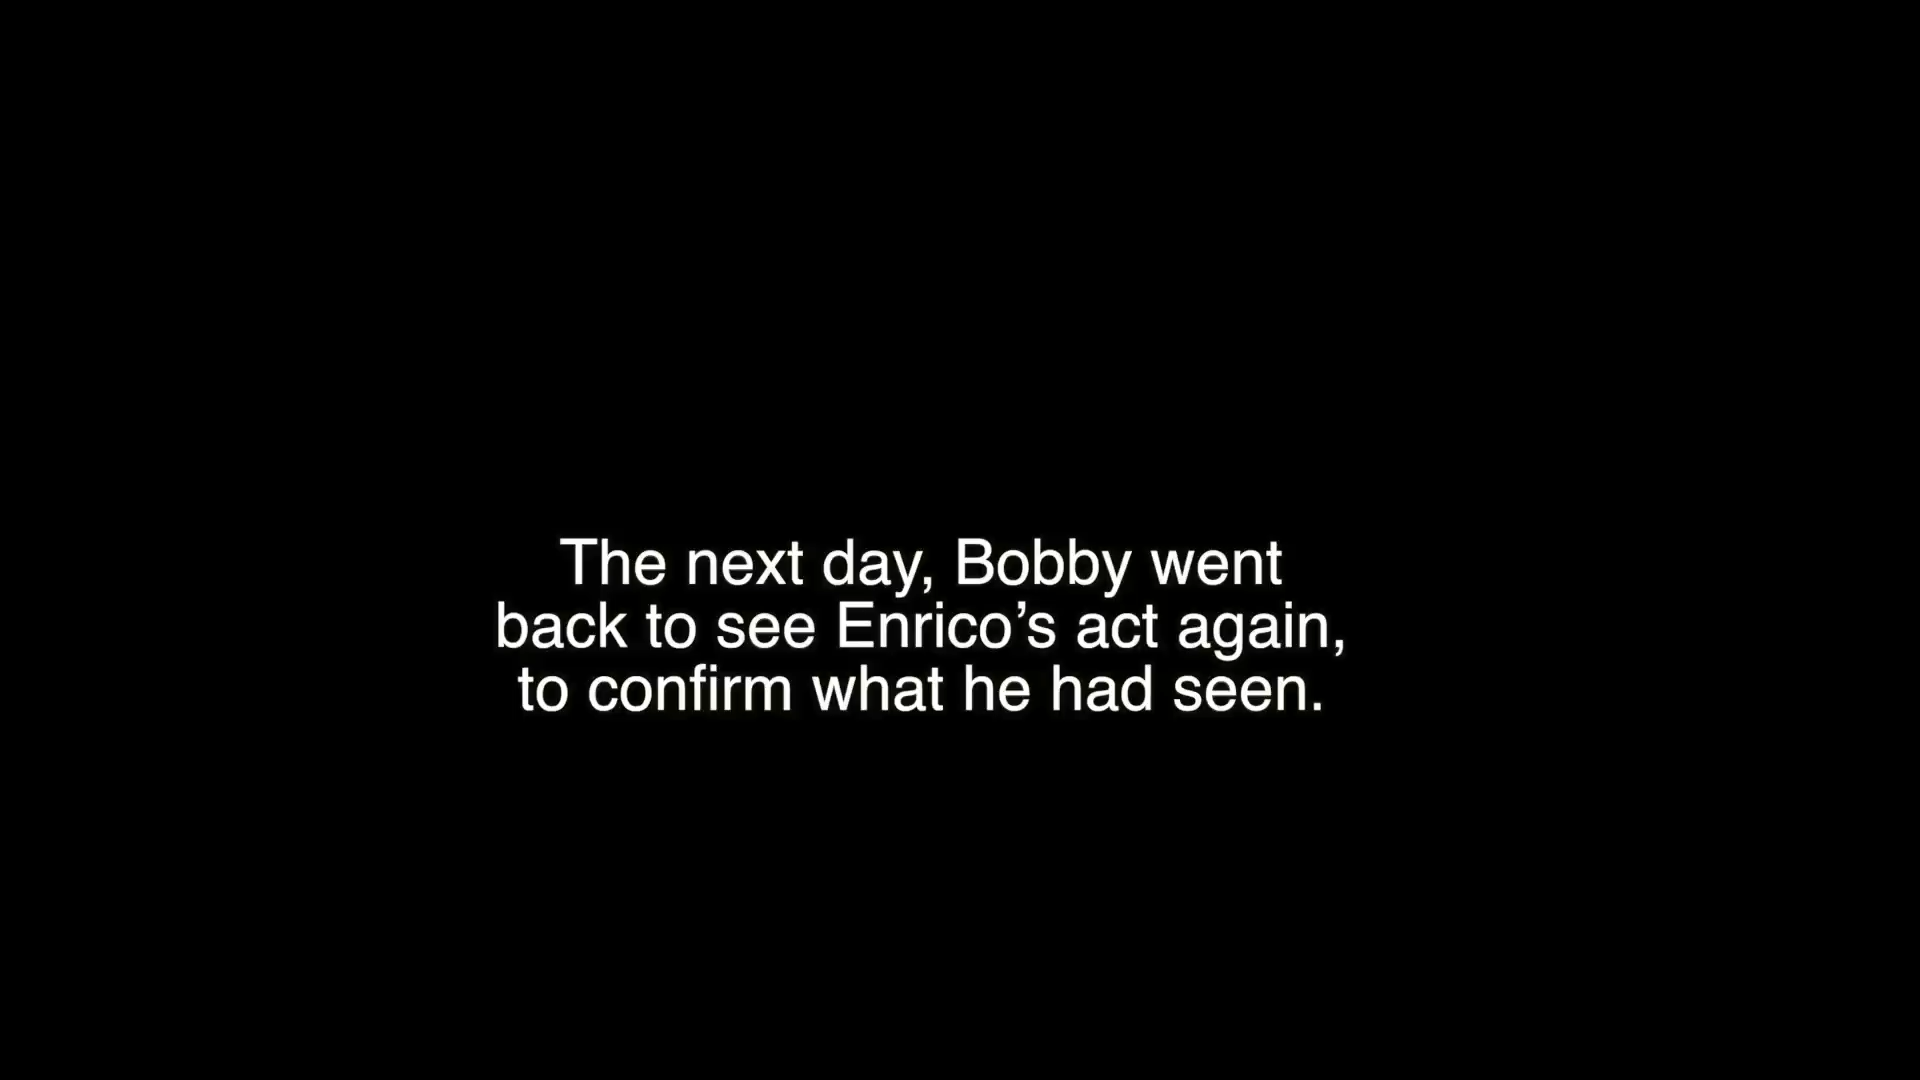 The next day, Bobby went
back to see Enrico’s act again,
to confirm what he had seen.